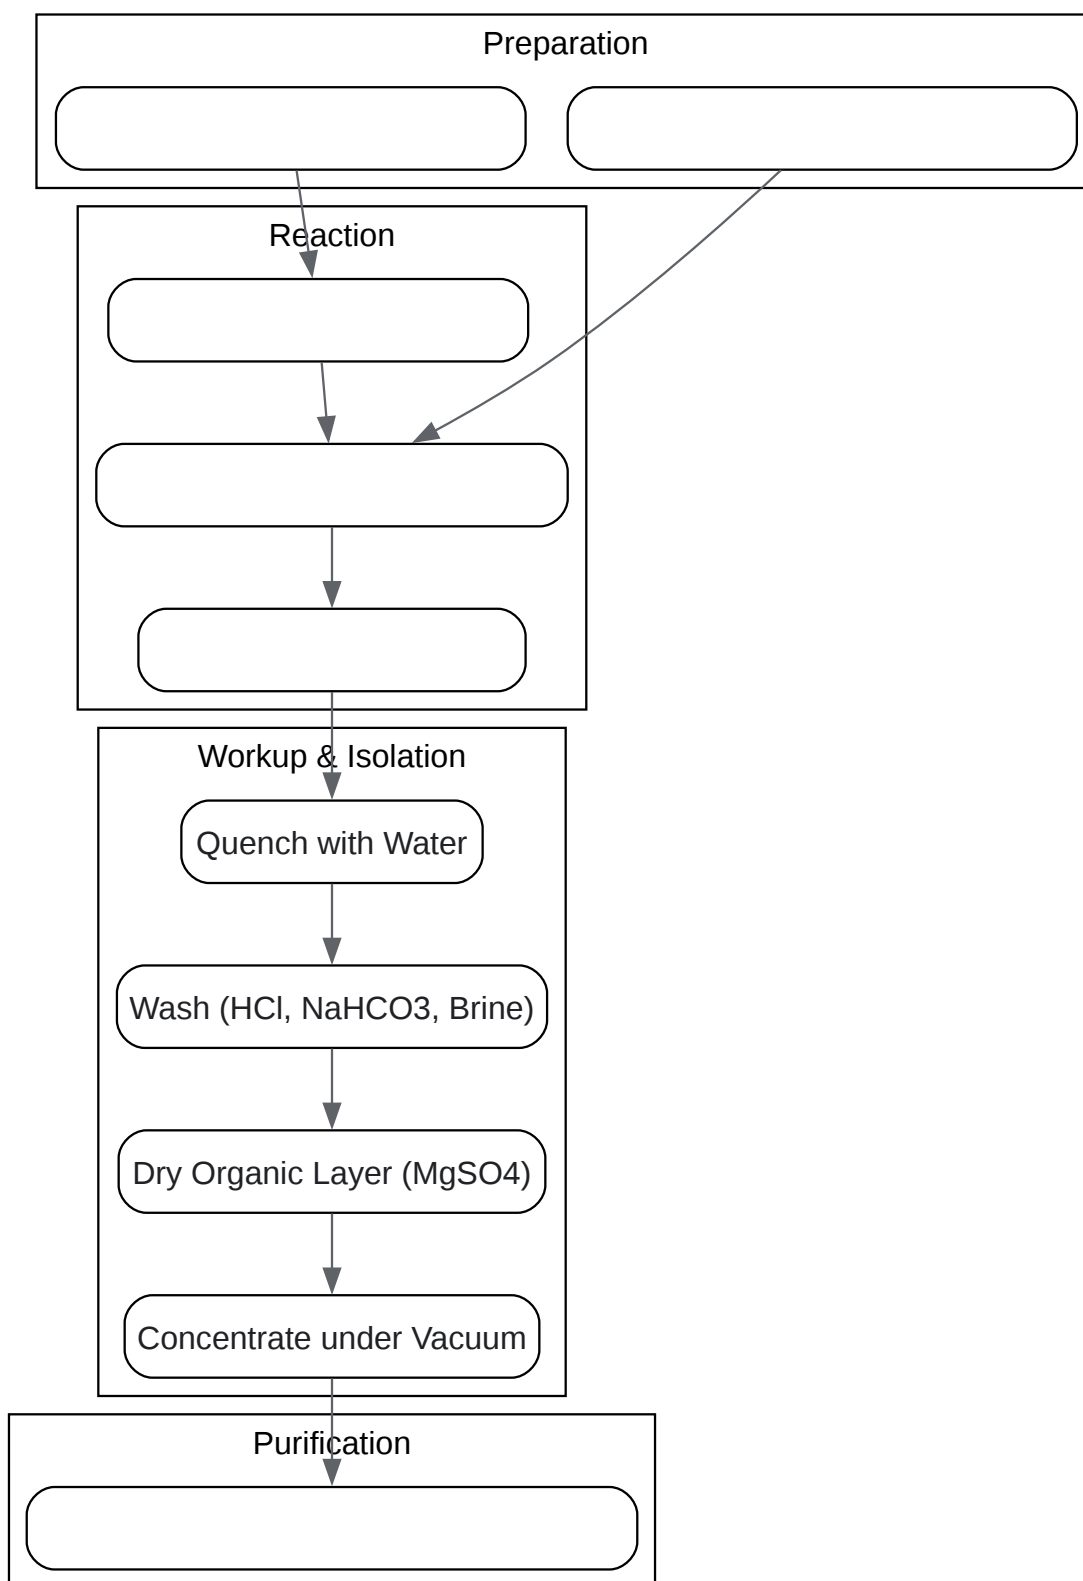 Preparation
Reaction
Workup & Isolation
Quench with Water
Wash (HCl, NaHCO3, Brine)
Dry Organic Layer (MgSO4)
Concentrate under Vacuum
Purification